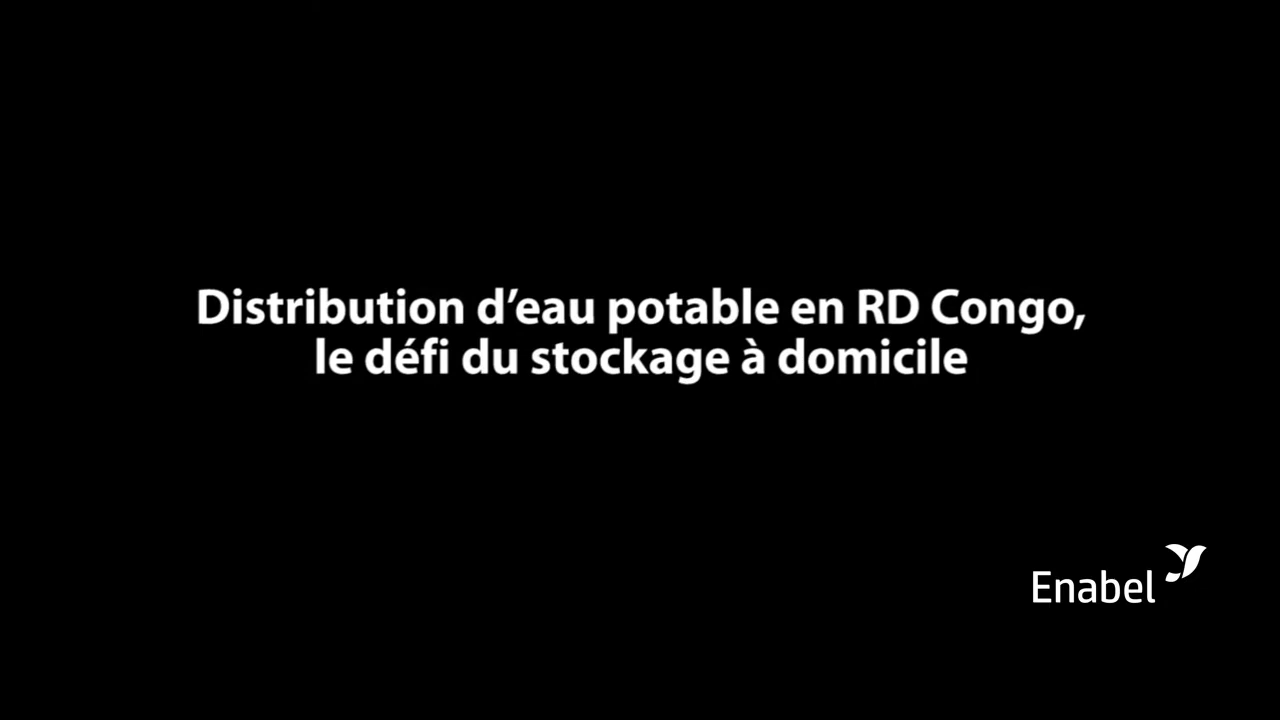 Distribution d’eau potable en RD Congo,
le défi du stockage à domicile
Enabel